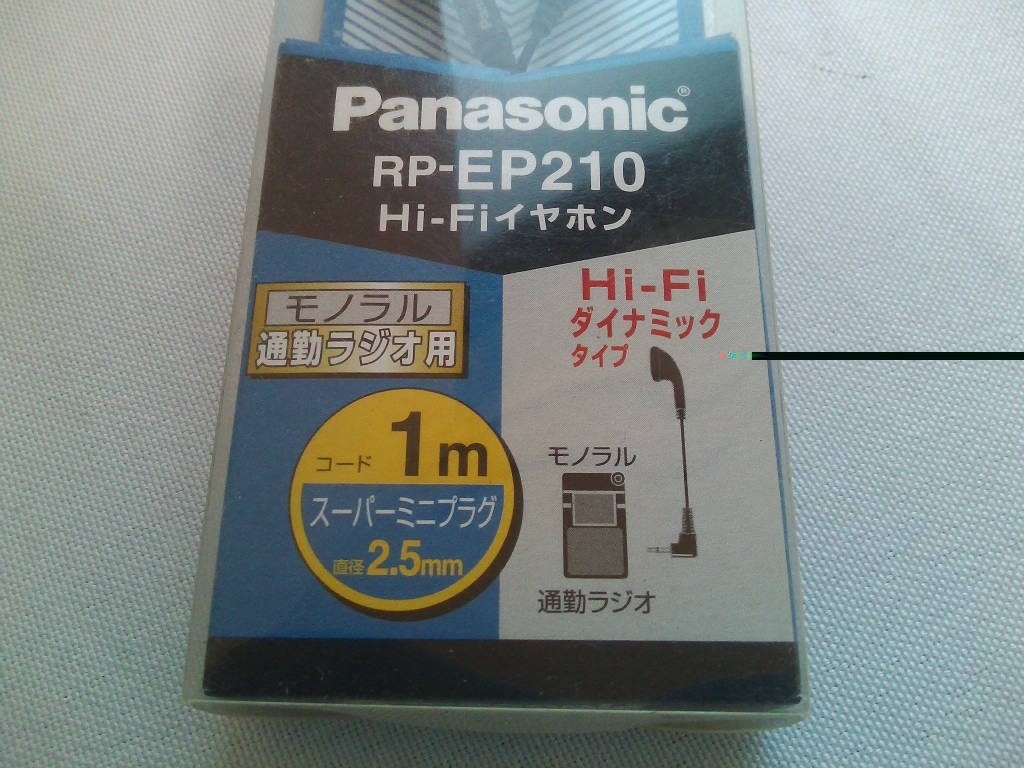 Panasonic®
RP-EP210
Hi-Fiイヤホン
モノラル
通勤ラジオ用
Hi-Fi
ダイナミック
タイプ
コード 1m
スーパーミニプラグ
直径2.5mm
モノラル
通勤ラジオ